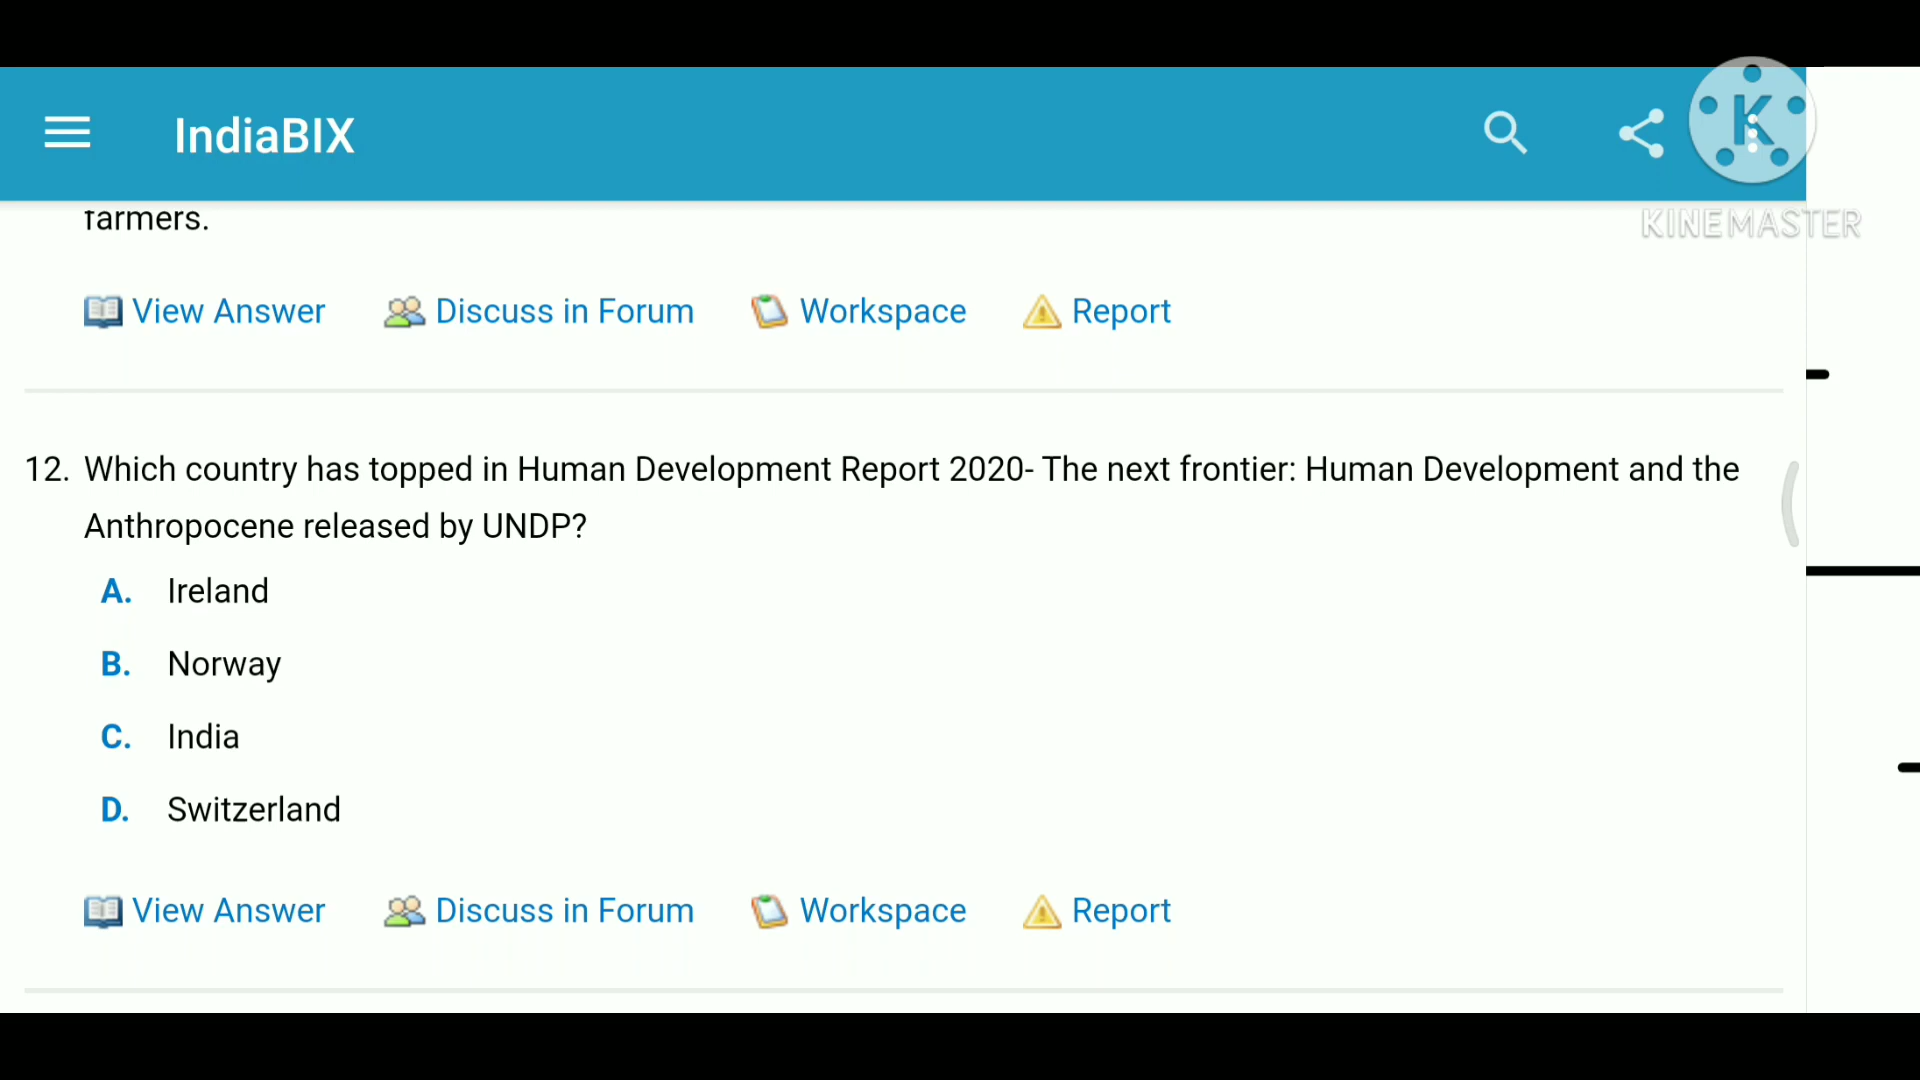 IndiaBIX
K
KINEMASTER
farmers.
View Answer Discuss in Forum Workspace Report
12. Which country has topped in Human Development Report 2020- The next frontier: Human Development and the
Anthropocene released by UNDP?
A. Ireland
B. Norway
C. India
D. Switzerland
View Answer Discuss in Forum Workspace Report